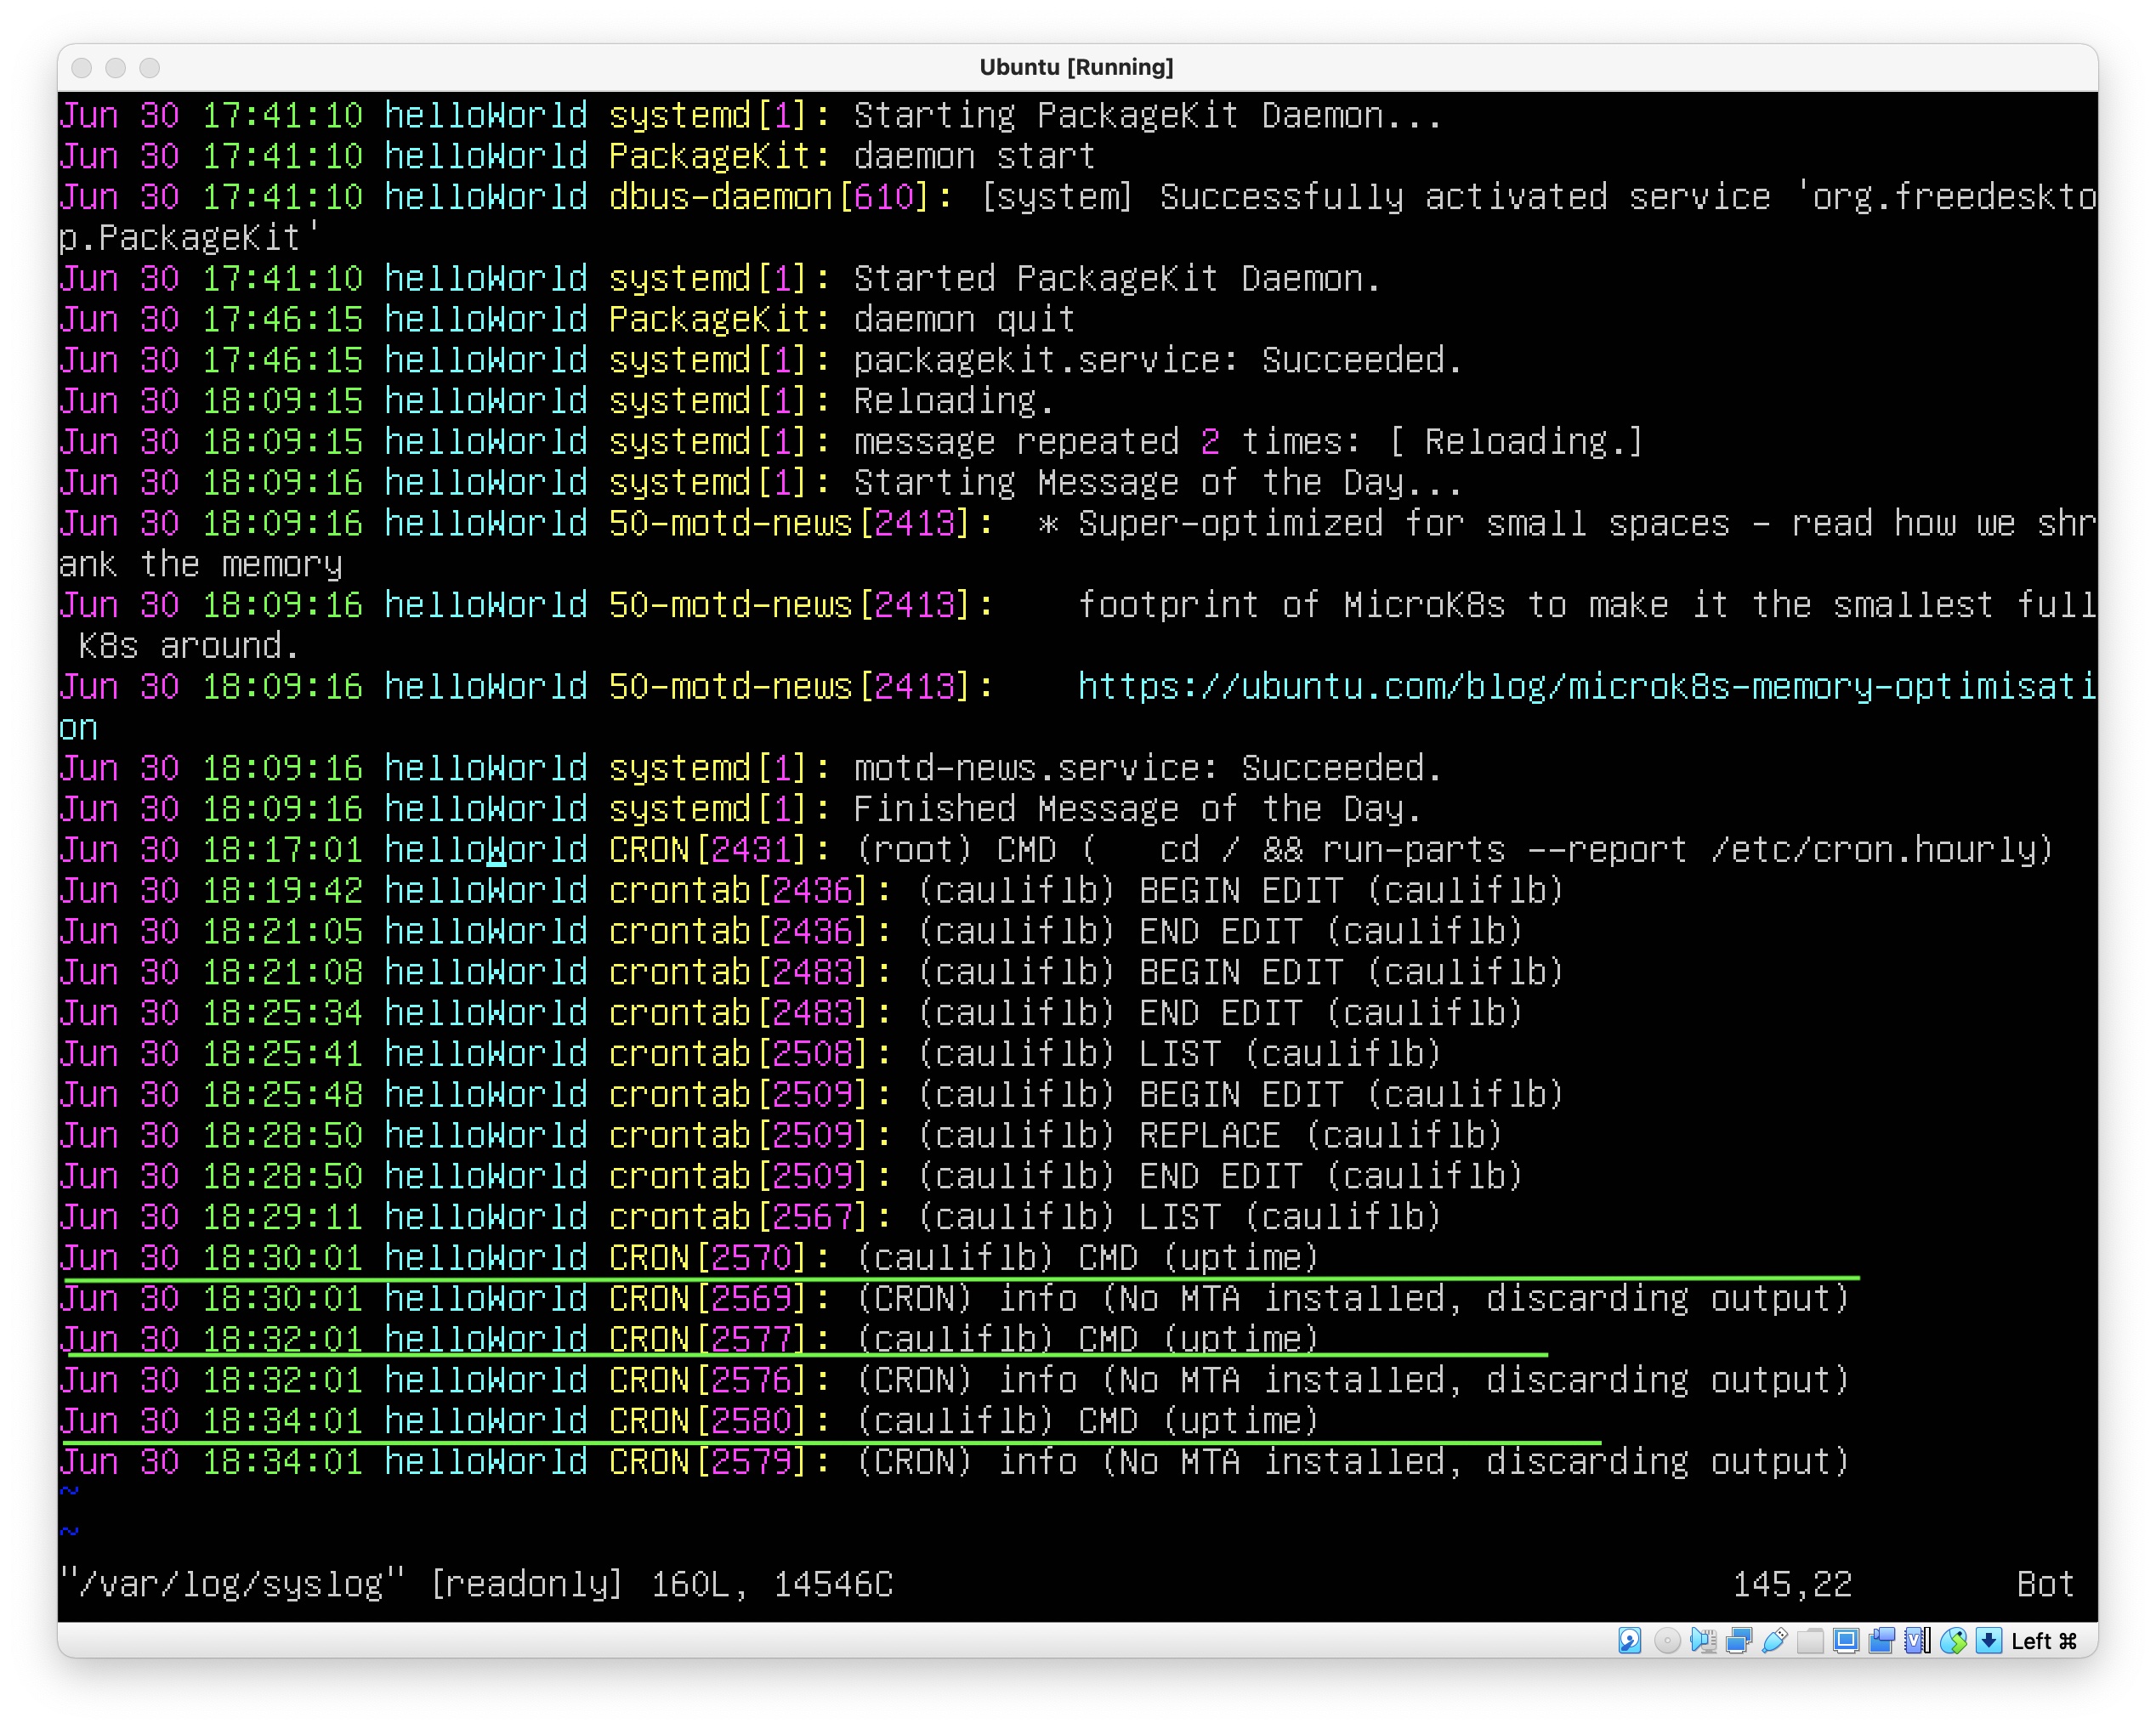 Ubuntu [Running]
Jun 30 17:41:10 helloWorld systemd[1]: Starting PackageKit Daemon...
Jun 30 17:41:10 helloWorld PackageKit: daemon start
Jun 30 17:41:10 helloWorld dbus-daemon[610]: [system] Successfully activated service 'org.freedeskto
p.PackageKit'
Jun 30 17:41:10 helloWorld systemd[1]: Started PackageKit Daemon.
Jun 30 17:46:15 helloWorld PackageKit: daemon quit
Jun 30 17:46:15 helloWorld systemd[1]: packagekit.service: Succeeded.
Jun 30 18:09:15 helloWorld systemd[1]: Reloading.
Jun 30 18:09:15 helloWorld systemd[1]: message repeated 2 times: [ Reloading.]
Jun 30 18:09:16 helloWorld systemd[1]: Starting Message of the Day...
Jun 30 18:09:16 helloWorld 50-motd-news[2413]:  * Super-optimized for small spaces - read how we shr
ank the memory
Jun 30 18:09:16 helloWorld 50-motd-news[2413]:    footprint of MicroK8s to make it the smallest full
 K8s around.
Jun 30 18:09:16 helloWorld 50-motd-news[2413]:    https://ubuntu.com/blog/microk8s-memory-optimisati
on
Jun 30 18:09:16 helloWorld systemd[1]: motd-news.service: Succeeded.
Jun 30 18:09:16 helloWorld systemd[1]: Finished Message of the Day.
Jun 30 18:17:01 helloWorld CRON[2431]: (root) CMD (   cd / && run-parts --report /etc/cron.hourly)
Jun 30 18:19:42 helloWorld crontab[2436]: (cauliflb) BEGIN EDIT (cauliflb)
Jun 30 18:21:05 helloWorld crontab[2436]: (cauliflb) END EDIT (cauliflb)
Jun 30 18:21:08 helloWorld crontab[2483]: (cauliflb) BEGIN EDIT (cauliflb)
Jun 30 18:25:34 helloWorld crontab[2483]: (cauliflb) END EDIT (cauliflb)
Jun 30 18:25:41 helloWorld crontab[2508]: (cauliflb) LIST (cauliflb)
Jun 30 18:25:48 helloWorld crontab[2509]: (cauliflb) BEGIN EDIT (cauliflb)
Jun 30 18:28:50 helloWorld crontab[2509]: (cauliflb) REPLACE (cauliflb)
Jun 30 18:28:50 helloWorld crontab[2509]: (cauliflb) END EDIT (cauliflb)
Jun 30 18:29:11 helloWorld crontab[2567]: (cauliflb) LIST (cauliflb)
Jun 30 18:30:01 helloWorld CRON[2570]: (cauliflb) CMD (uptime)
Jun 30 18:30:01 helloWorld CRON[2569]: (CRON) info (No MTA installed, discarding output)
Jun 30 18:32:01 helloWorld CRON[2577]: (cauliflb) CMD (uptime)
Jun 30 18:32:01 helloWorld CRON[2576]: (CRON) info (No MTA installed, discarding output)
Jun 30 18:34:01 helloWorld CRON[2580]: (cauliflb) CMD (uptime)
Jun 30 18:34:01 helloWorld CRON[2579]: (CRON) info (No MTA installed, discarding output)
~
~
"/var/log/syslog" [readonly] 160L, 14546C 145,22 Bot
Left ⌘